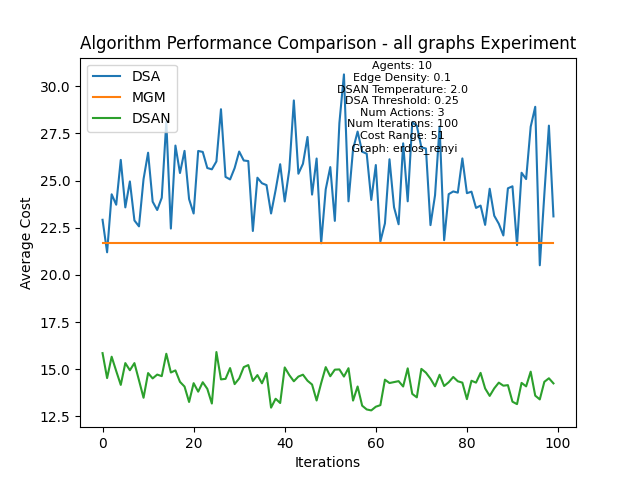 Algorithm Performance Comparison - all graphs Experiment
DSA
MGM
DSAN
Agents: 10
Edge Density: 0.1
DSAN Temperature: 2.0
DSA Threshold: 0.25
Num Actions: 3
Num Iterations: 100
Cost Range: 51
Graph: erdos_renyi
Average Cost
30.0
27.5
25.0
22.5
20.0
17.5
15.0
12.5
0 20 40 60 80 100
Iterations